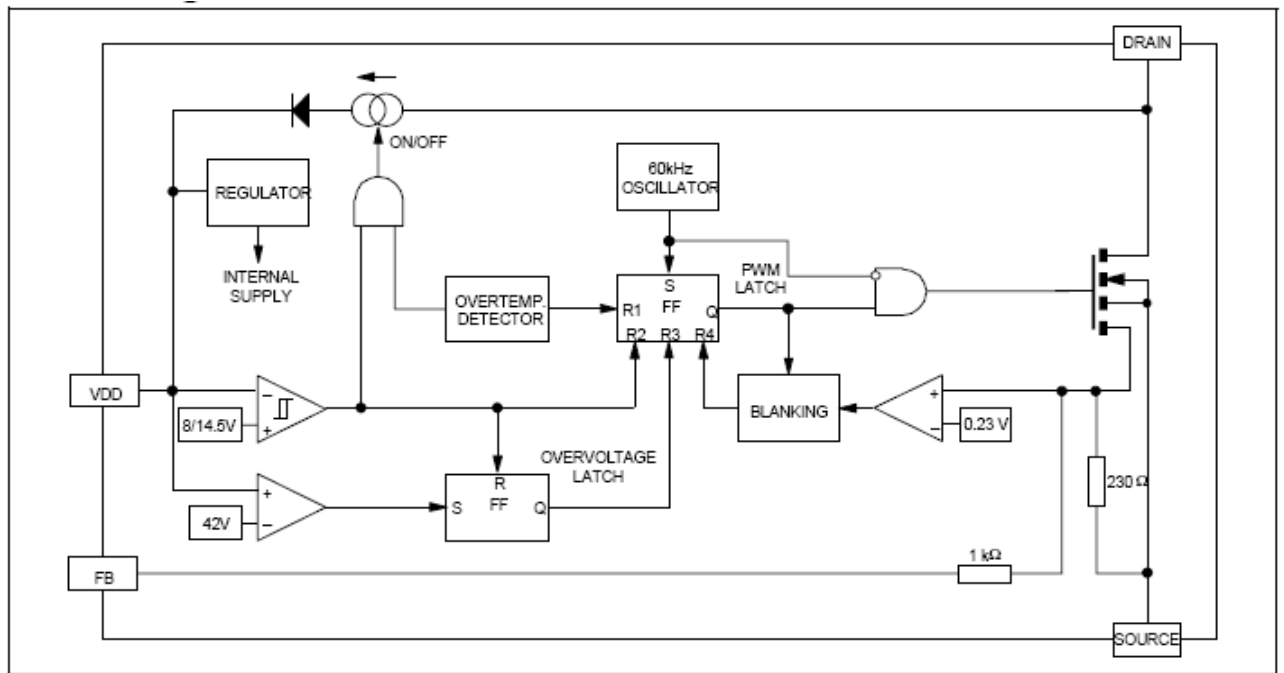 DRAIN
ON/OFF
REGULATOR
INTERNAL
SUPPLY
60kHz
OSCILLATOR
PWM
LATCH
OVERTEMP.
DETECTOR
S
R1 FF Q
R2 R3 R4
VDD
8/14.5V
− +
BLANKING
+ −
0.23 V
230 Ω
OVERVOLTAGE
LATCH
R
FF
S Q
+ −
42V
1 kΩ
FB
SOURCE